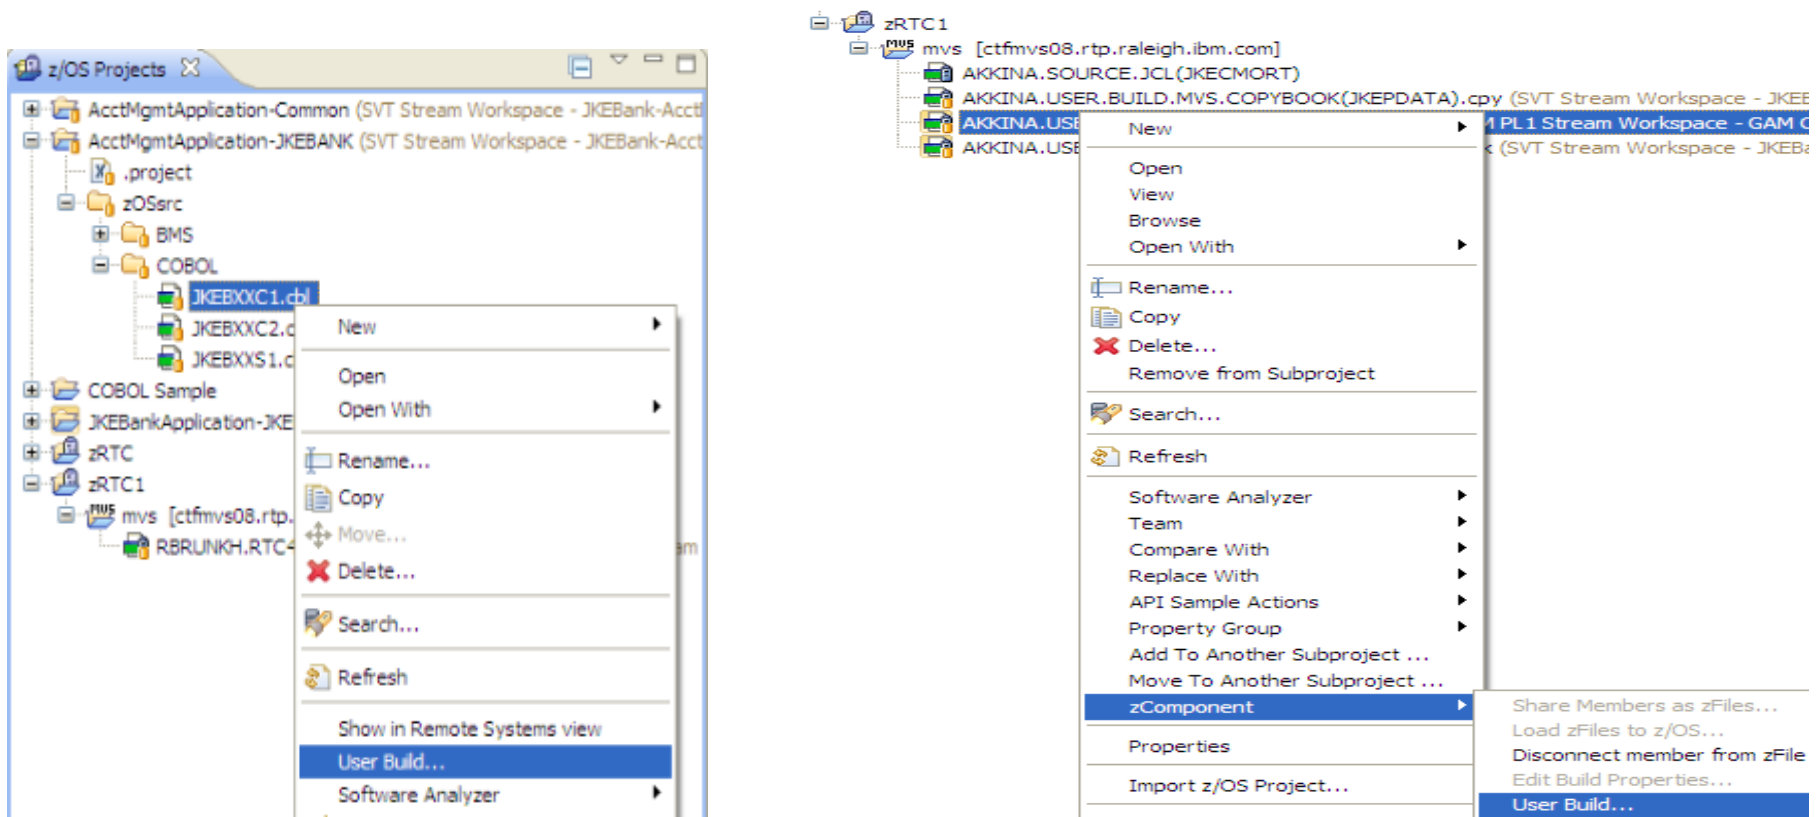 z/OS Projects
AcctMgmtApplication-Common (SVT Stream Workspace - JKEBank-Acctl
AcctMgmtApplication-JKEBANK (SVT Stream Workspace - JKEBank-Acct
.project
zOSsrc
BMS
COBOL
JKEBXXC1.cbl
JKEBXXC2.c
JKEBXXS1.c
COBOL Sample
JKEBankApplication-JKE
zRTC
zRTC1
mvs [ctfmvs08.rtp.
RBRUNKH.RTC4 am
New
Open
Open With
Rename...
Copy
Move...
Delete...
Search...
Refresh
Show in Remote Systems view
User Build...
Software Analyzer
zRTC1
mvs [ctfmvs08.rtp.raleigh.ibm.com]
AKKINA.SOURCE.JCL(JKECMORT)
AKKINA.USER.BUILD.MVS.COPYBOOK(JKEPDATA).cpy (SVT Stream Workspace - JKEE
AKKINA.USE PL1 Stream Workspace - GAM C
AKKINA.USE (SVT Stream Workspace - JKEBa
New
Open
View
Browse
Open With
Rename...
Copy
Delete...
Remove from Subproject
Search...
Refresh
Software Analyzer
Team
Compare With
Replace With
API Sample Actions
Property Group
Add To Another Subproject ...
Move To Another Subproject ...
zComponent
Properties
Import z/OS Project...
Share Members as zFiles...
Load zFiles to z/OS...
Disconnect member from zFile
Edit Build Properties...
User Build...